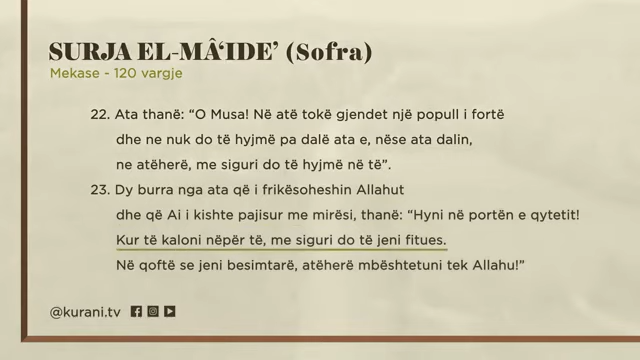 SURJA EL-MÂ‘IDE’ (Sofra)
Mekase - 120 vargje
22. Ata thanë: “O Musa! Në atë tokë gjendet një popull i fortë
dhe ne nuk do të hyjmë pa dalë ata e, nëse ata dalin,
ne atëherë, me siguri do të hyjmë në të”.
23. Dy burra nga ata që i frikësoheshin Allahut
dhe që Ai i kishte pajisur me mirësi, thanë: “Hyni në portën e qytetit!
Kur të kaloni nëpër të, me siguri do të jeni fitues.
Në qoftë se jeni besimtarë, atëherë mbështetuni tek Allahu!”
@kurani.tv